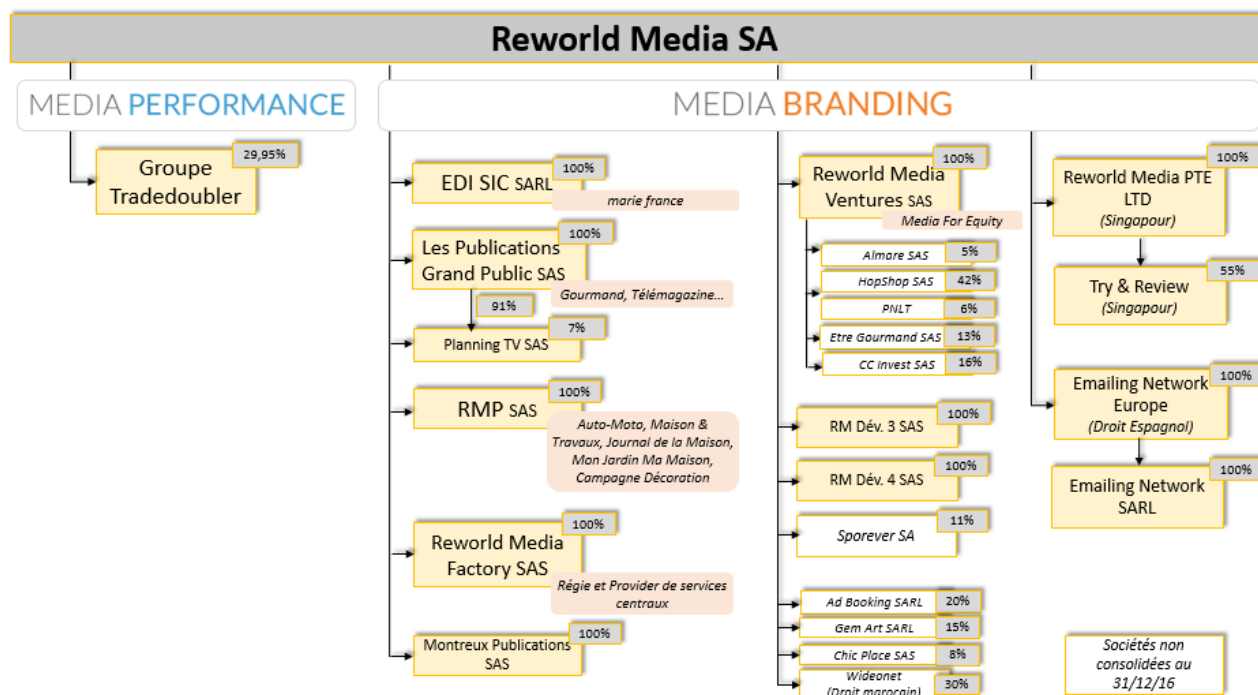 Reworld Media SA
MEDIA PERFORMANCE
MEDIA BRANDING
Groupe
Tradedoubler
29,95%
EDI SIC SARL
100%
marie france
Les Publications
Grand Public SAS
100%
Gourmand, Télémagazine...
91%
Planning TV SAS
7%
RMP SAS
100%
Auto-Moto, Maison &
Travaux, Journal de la Maison,
Mon Jardin Ma Maison,
Campagne Décoration
Reworld Media
Factory SAS
100%
Régie et Provider de services
centraux
Montreux Publications
SAS
100%
Reworld Media
Ventures SAS
100%
Media For Equity
Almare SAS
5%
HopShop SAS
42%
PNLT
6%
Etre Gourmand SAS
13%
CC Invest SAS
16%
RM Dév. 3 SAS
100%
RM Dév. 4 SAS
100%
Sporever SA
11%
Ad Booking SARL
20%
Gem Art SARL
15%
Chic Place SAS
8%
Wideonet
(Droit marocain)
30%
Reworld Media PTE
LTD
(Singapour)
100%
Try & Review
(Singapour)
55%
Emailing Network
Europe
(Droit Espagnol)
100%
Emailing Network
SARL
100%
Sociétés non
consolidées au
31/12/16